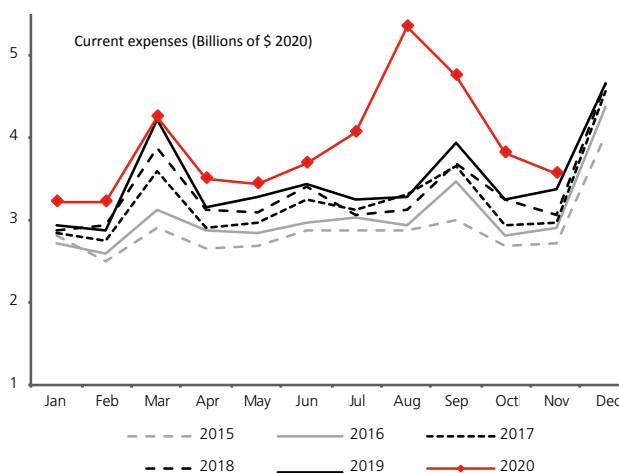 Current expenses (Billions of $ 2020)
5
4
3
2
1
Jan Feb Mar Apr May Jun Jul Aug Sep Oct Nov Dec
2015 2016 2017
2018 2019 2020